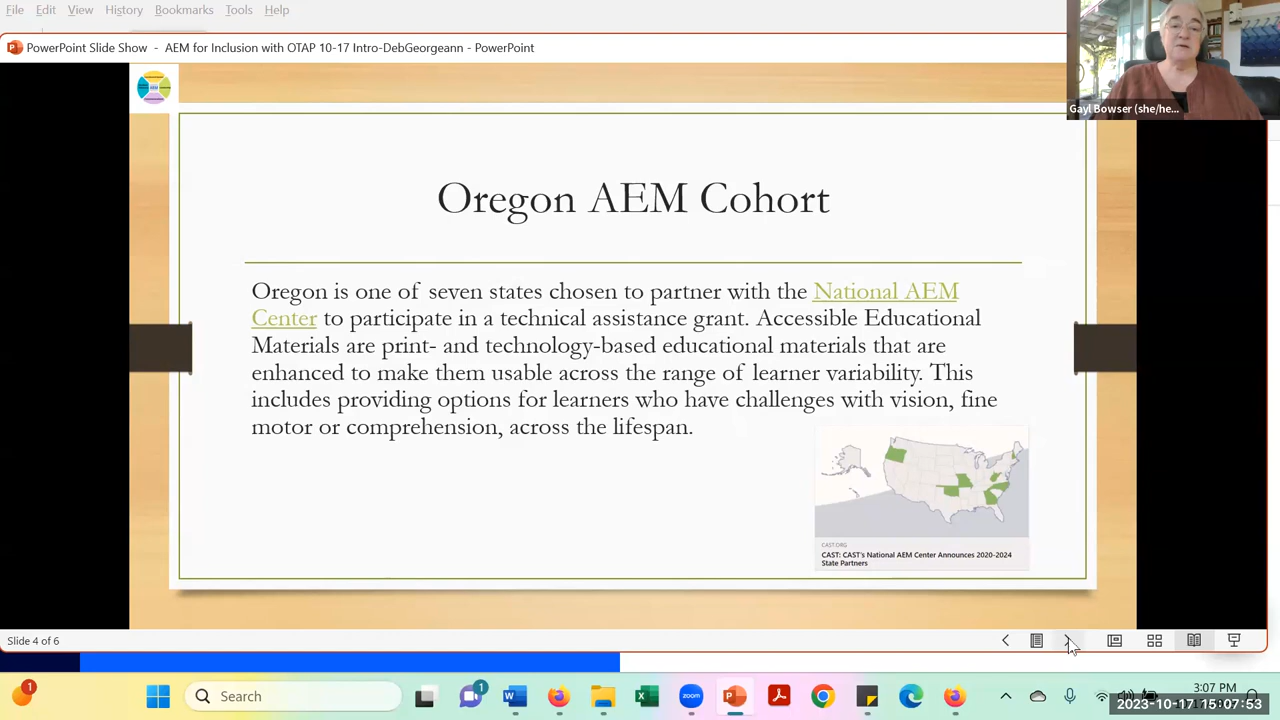 File Edit View History Bookmarks Tools Help
PowerPoint Slide Show - AEM for Inclusion with OTAP 10-17 Intro-DebGeorgeann - PowerPoint
Gayl Bowser (she/he...
Oregon AEM Cohort
Oregon is one of seven states chosen to partner with the National AEM
Center to participate in a technical assistance grant. Accessible Educational
Materials are print- and technology-based educational materials that are
enhanced to make them usable across the range of learner variability. This
includes providing options for learners who have challenges with vision, fine
motor or comprehension, across the lifespan.
CAST.ORG
CAST: CAST's National AEM Center Announces 2020-2024
State Partners
Slide 4 of 6
1
Search
1
zoom
3:07 PM
2023-10-17 15:07:53